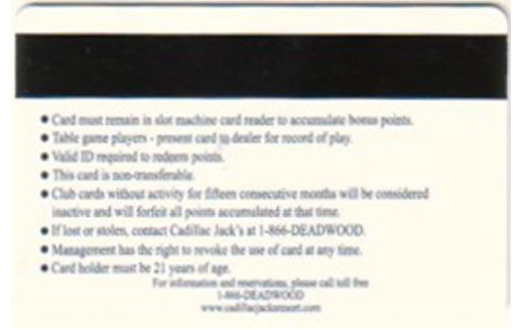 ● Card must remain in slot machine card reader to accumulate bonus points.
● Table game players - present card to dealer for record of play.
● Valid ID required to redeem points.
● This card is non-transferable.
● Club cards without activity for fifteen consecutive months will be considered
inactive and will forfeit all points accumulated at that time.
● If lost or stolen, contact Cadillac Jack's at 1-866-DEADWOOD.
● Management has the right to revoke the use of card at any time.
● Card holder must be 21 years of age.
For information and reservations, please call toll free
1-866-DEADWOOD
www.cadillacjacksresort.com